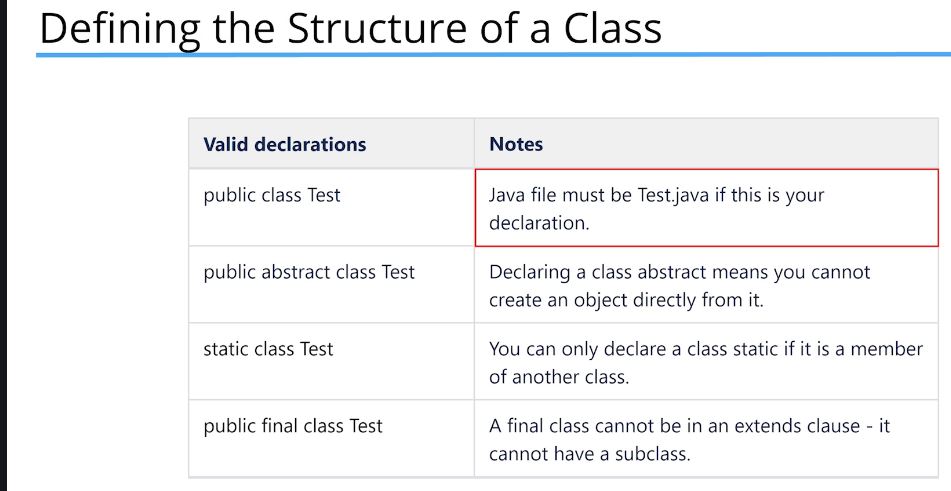 Defining the Structure of a Class
Valid declarations
Notes
public class Test
Java file must be Test.java if this is your
declaration.
public abstract class Test
Declaring a class abstract means you cannot
create an object directly from it.
static class Test
You can only declare a class static if it is a member
of another class.
public final class Test
A final class cannot be in an extends clause - it
cannot have a subclass.